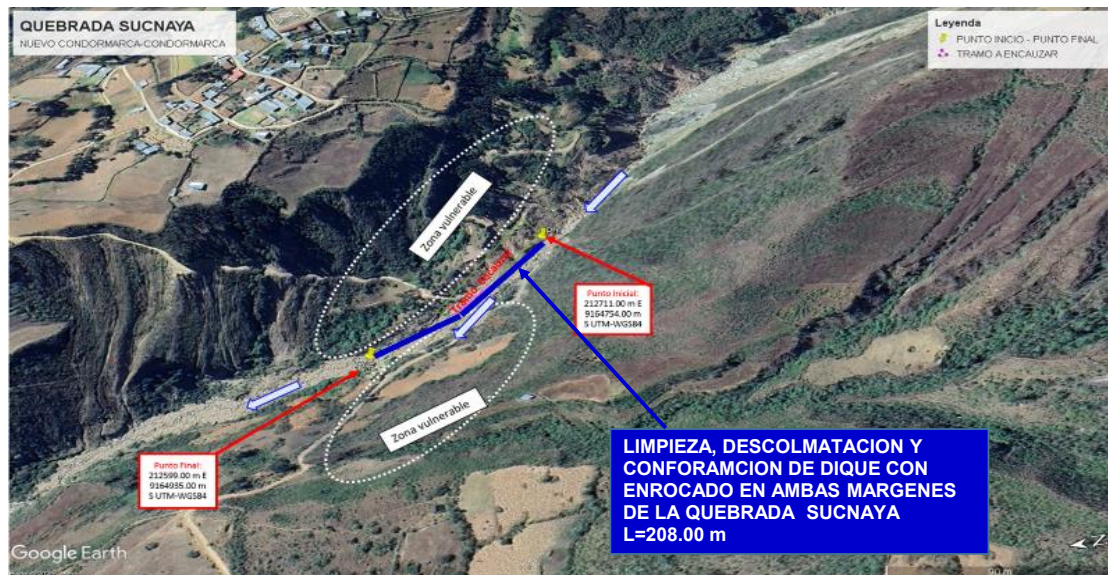 QUEBRADA SUCNAYA
NUEVO CONDORMARCA-CONDORMARCA
Leyenda
PUNTO INICIO - PUNTO FINAL
TRAMO A ENCAUZAR
Zona vulnerable
Punto Inicial:
212711.00 m E
9164754.00 m
S UTM-WGS84
Zona vulnerable
Punto Final:
212599.00 m E
9164935.00 m
S UTM-WGS84
LIMPIEZA, DESCOLMATACION Y
CONFORAMCION DE DIQUE CON
ENROCADO EN AMBAS MARGENES
DE LA QUEBRADA SUCNAYA
L=208.00 m
Google Earth
90 m